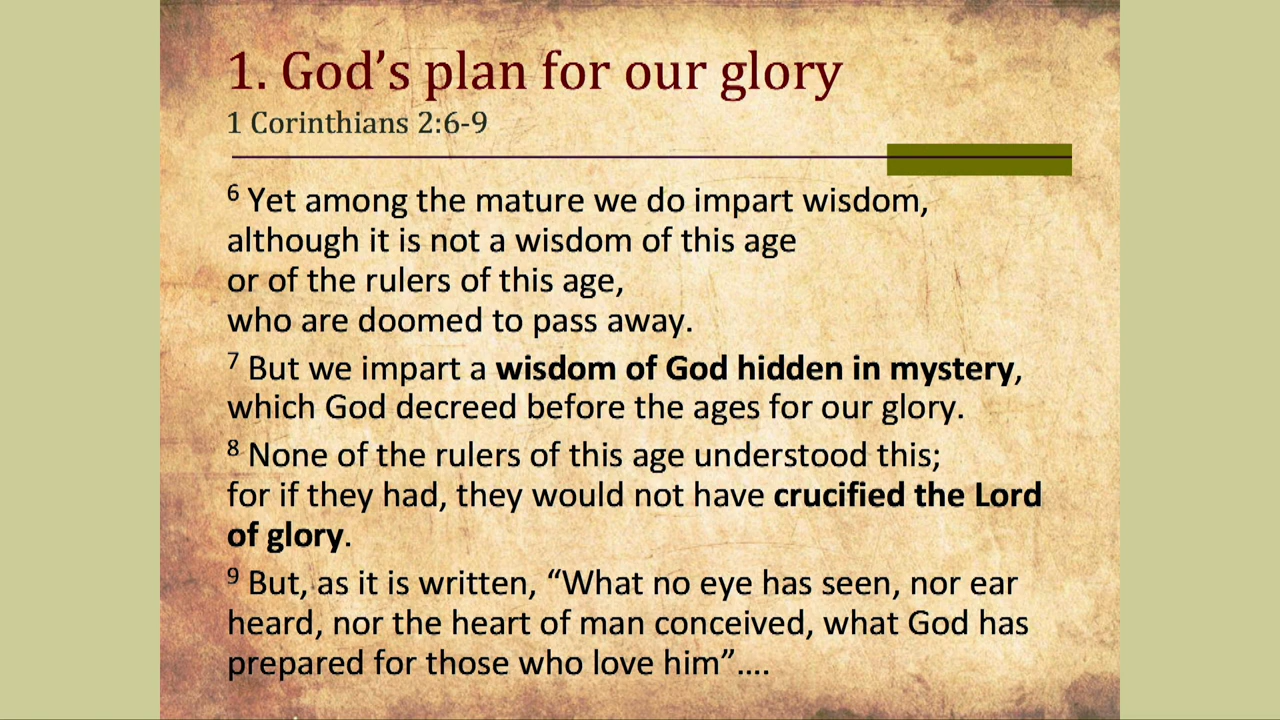 1. God’s plan for our glory
1 Corinthians 2:6-9
6 Yet among the mature we do impart wisdom,
although it is not a wisdom of this age
or of the rulers of this age,
who are doomed to pass away.
7 But we impart a wisdom of God hidden in mystery,
which God decreed before the ages for our glory.
8 None of the rulers of this age understood this;
for if they had, they would not have crucified the Lord
of glory.
9 But, as it is written, “What no eye has seen, nor ear
heard, nor the heart of man conceived, what God has
prepared for those who love him”....